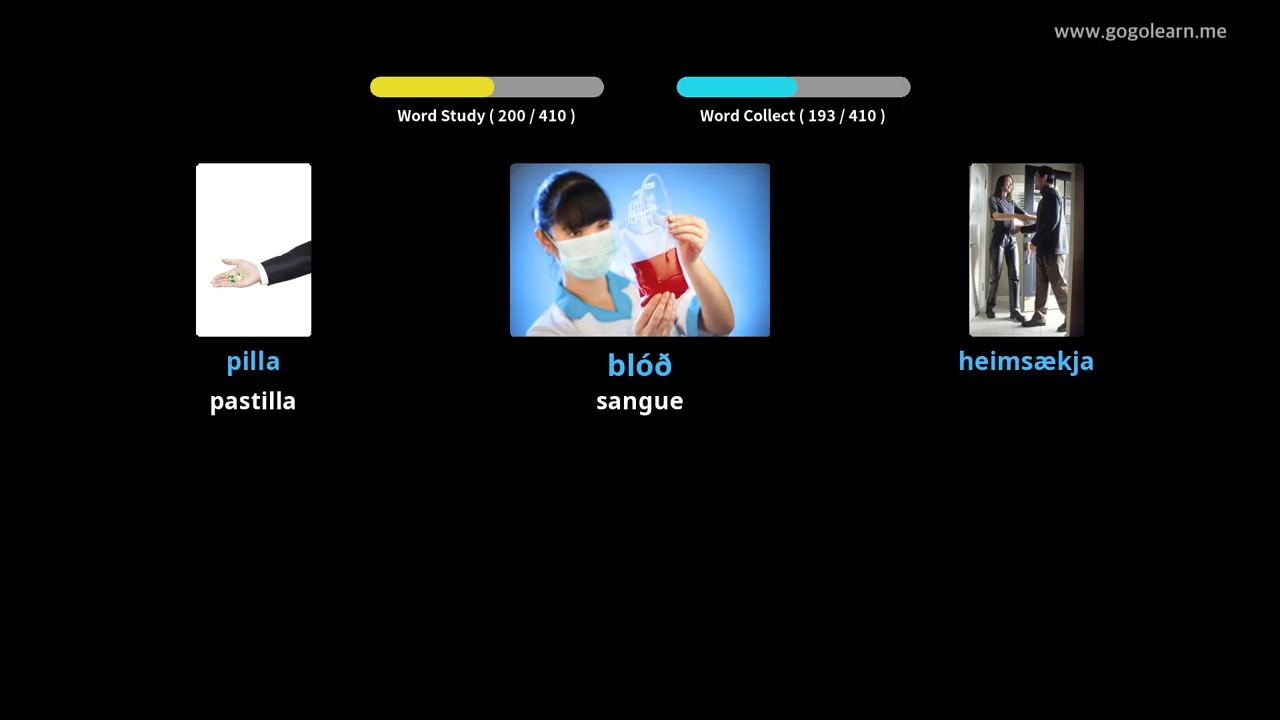 www.gogolearn.me
Word Study ( 200 / 410 )
Word Collect ( 193 / 410 )
pilla
pastilla
blóð
sangue
heimsækja